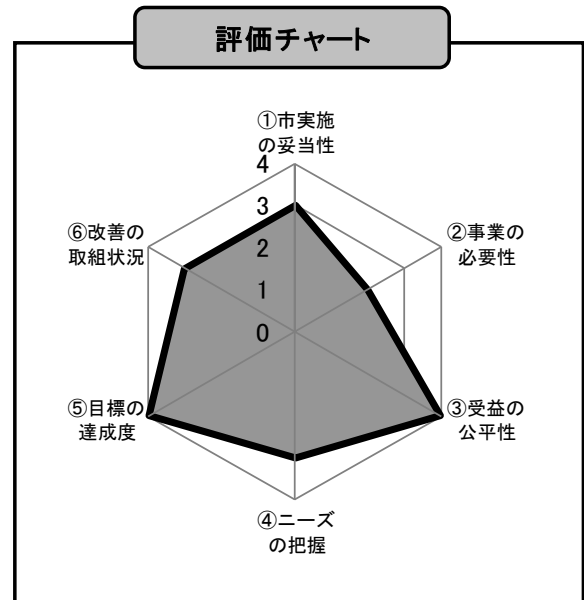 評価チャート
①市実施
の妥当性
4
3
2
1
0
②事業の
必要性
③受益の
公平性
④ニーズ
の把握
⑤目標の
達成度
⑥改善の
取組状況